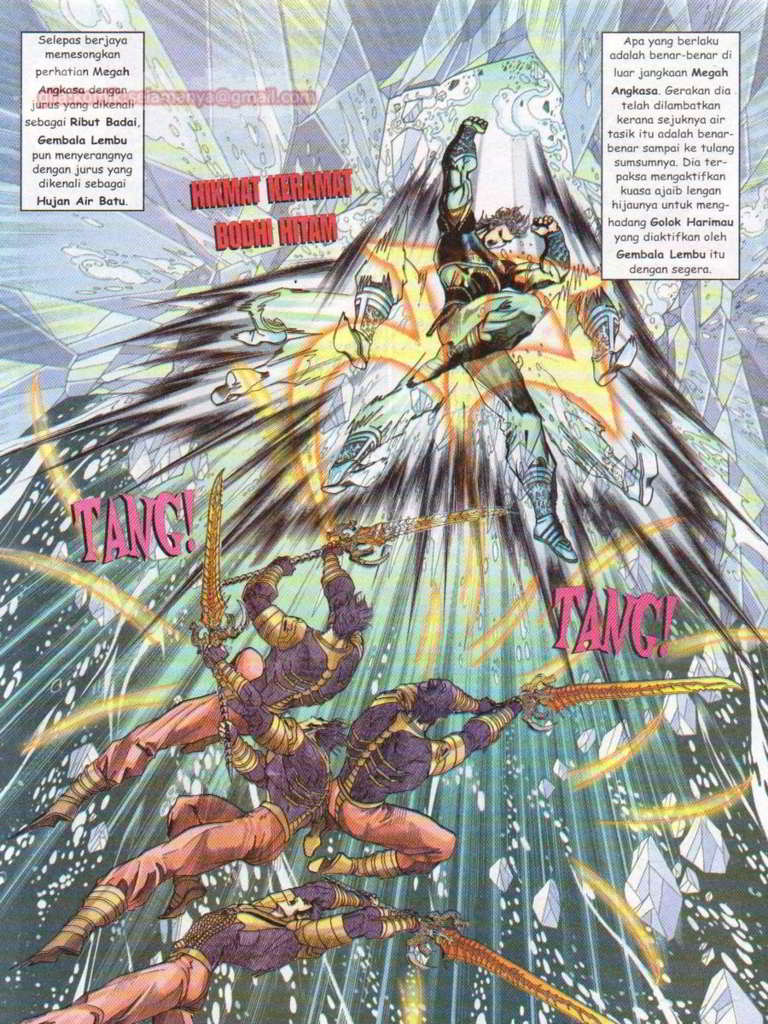 Selepas berjaya
memesongkan
perhatian Megah
Angkasa dengan
jurus yang dikenali
sebagai Ribut Badai,
Gembala Lembu
pun menyerangnya
dengan jurus yang
dikenali sebagai
Hujan Air Batu.
Apa yang berlaku
adalah benar-benar di
luar jangkaan Megah
Angkasa. Gerakan dia
telah dilambatkan
kerana sejuknya air
tasik itu adalah benar-
benar sampai ke tulang
sumsumnya. Dia ter-
paksa mengaktifkan
kuasa ajaib lengan
hijaunya untuk meng-
hadang Golok Harimau
yang diaktifkan oleh
Gembala Lembu itu
dengan segera.
HIKMAT KERAMAT
BODHI HITAM
TANG!
TANG!